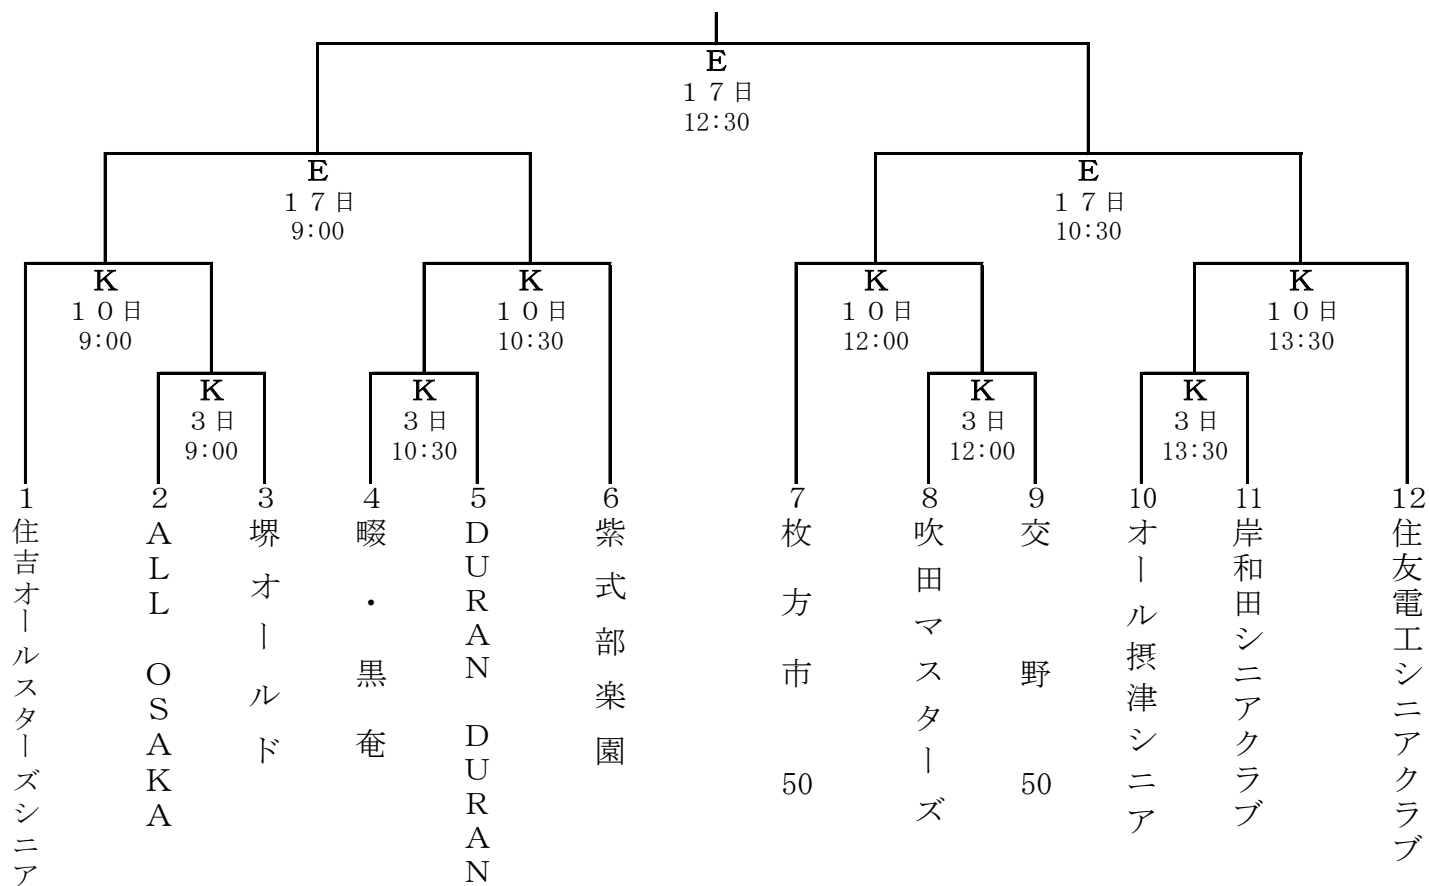 E
１７日
12:30
E
１７日
9:00
E
１７日
10:30
K
１０日
9:00
K
１０日
10:30
K
１０日
12:00
K
１０日
13:30
K
３日
9:00
K
３日
10:30
K
３日
12:00
K
３日
13:30
1
住吉オールスターズシニア
2
ＡＬＬ　ＯＳＡＫＡ
3
堺オールド
4
畷・黒奄
5
ＤＵＲＡＮ　ＤＵＲＡＮ
6
紫式部楽園
7
枚方市50
8
吹田マスターズ
9
交野50
10
オール摂津シニア
11
岸和田シニアクラブ
12
住友電工シニアクラブ